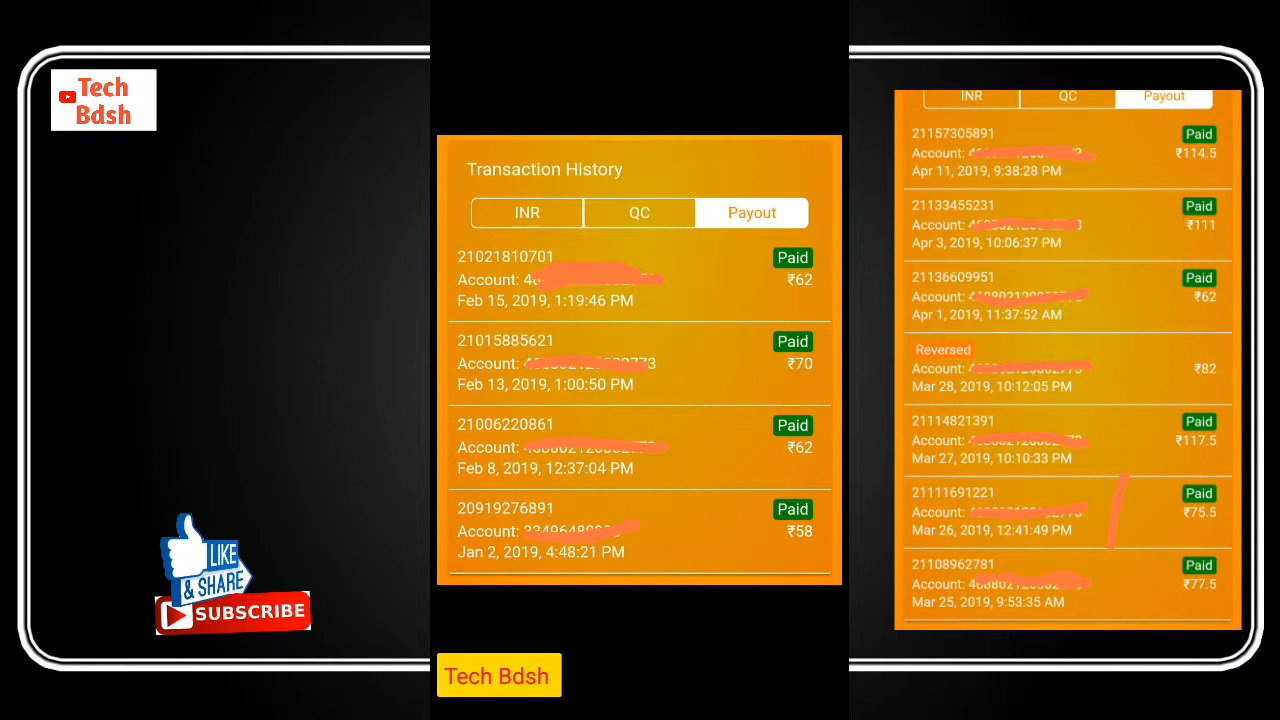 Tech
Bdsh
LIKE
& SHARE
SUBSCRIBE
Transaction History
INR
QC
Payout
21021810701
Paid
Account:
₹62
Feb 15, 2019, 1:19:46 PM
21015885621
Paid
Account:
₹70
Feb 13, 2019, 1:00:50 PM
21006220861
Paid
Account:
₹62
Feb 8, 2019, 12:37:04 PM
20919276891
Paid
Account:
₹58
Jan 2, 2019, 4:48:21 PM
Tech Bdsh
INR
QC
Payout
21157305891
Paid
Account:
₹114.5
Apr 11, 2019, 9:38:28 PM
21133455231
Paid
Account:
₹111
Apr 3, 2019, 10:06:37 PM
21136609951
Paid
Account:
₹62
Apr 1, 2019, 11:37:52 AM
Reversed
Account:
₹82
Mar 28, 2019, 10:12:05 PM
21114821391
Paid
Account:
₹117.5
Mar 27, 2019, 10:10:33 PM
21111691221
Paid
Account:
₹75.5
Mar 26, 2019, 12:41:49 PM
21108962781
Paid
Account:
₹77.5
Mar 25, 2019, 9:53:35 AM